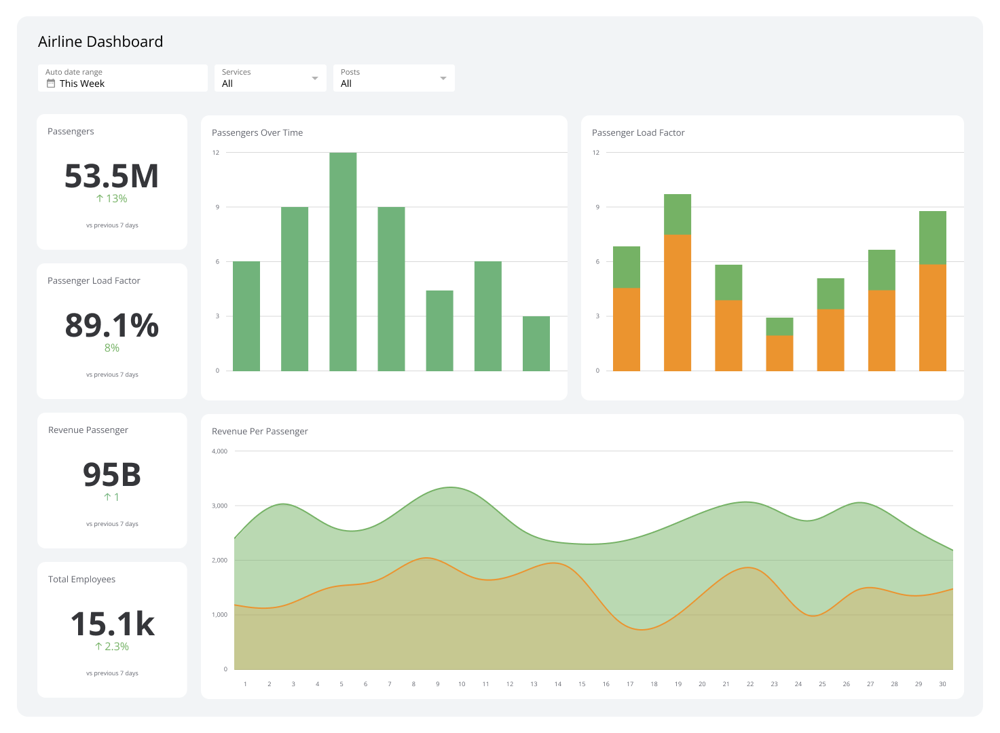 Airline Dashboard
Auto date range
This Week
Services
All
Posts
All
Passengers
53.5M
↑ 13%
vs previous 7 days
Passenger Load Factor
89.1%
8%
vs previous 7 days
Revenue Passenger
95B
↑ 1
vs previous 7 days
Total Employees
15.1k
↑ 2.3%
vs previous 7 days
Passengers Over Time
12
9
6
3
0
Passenger Load Factor
12
9
6
3
0
Revenue Per Passenger
4,000
3,000
2,000
1,000
0
1 2 3 4 5 6 7 8 9 10 11 12 13 14 15 16 17 18 19 20 21 22 23 24 25 26 27 28 29 30